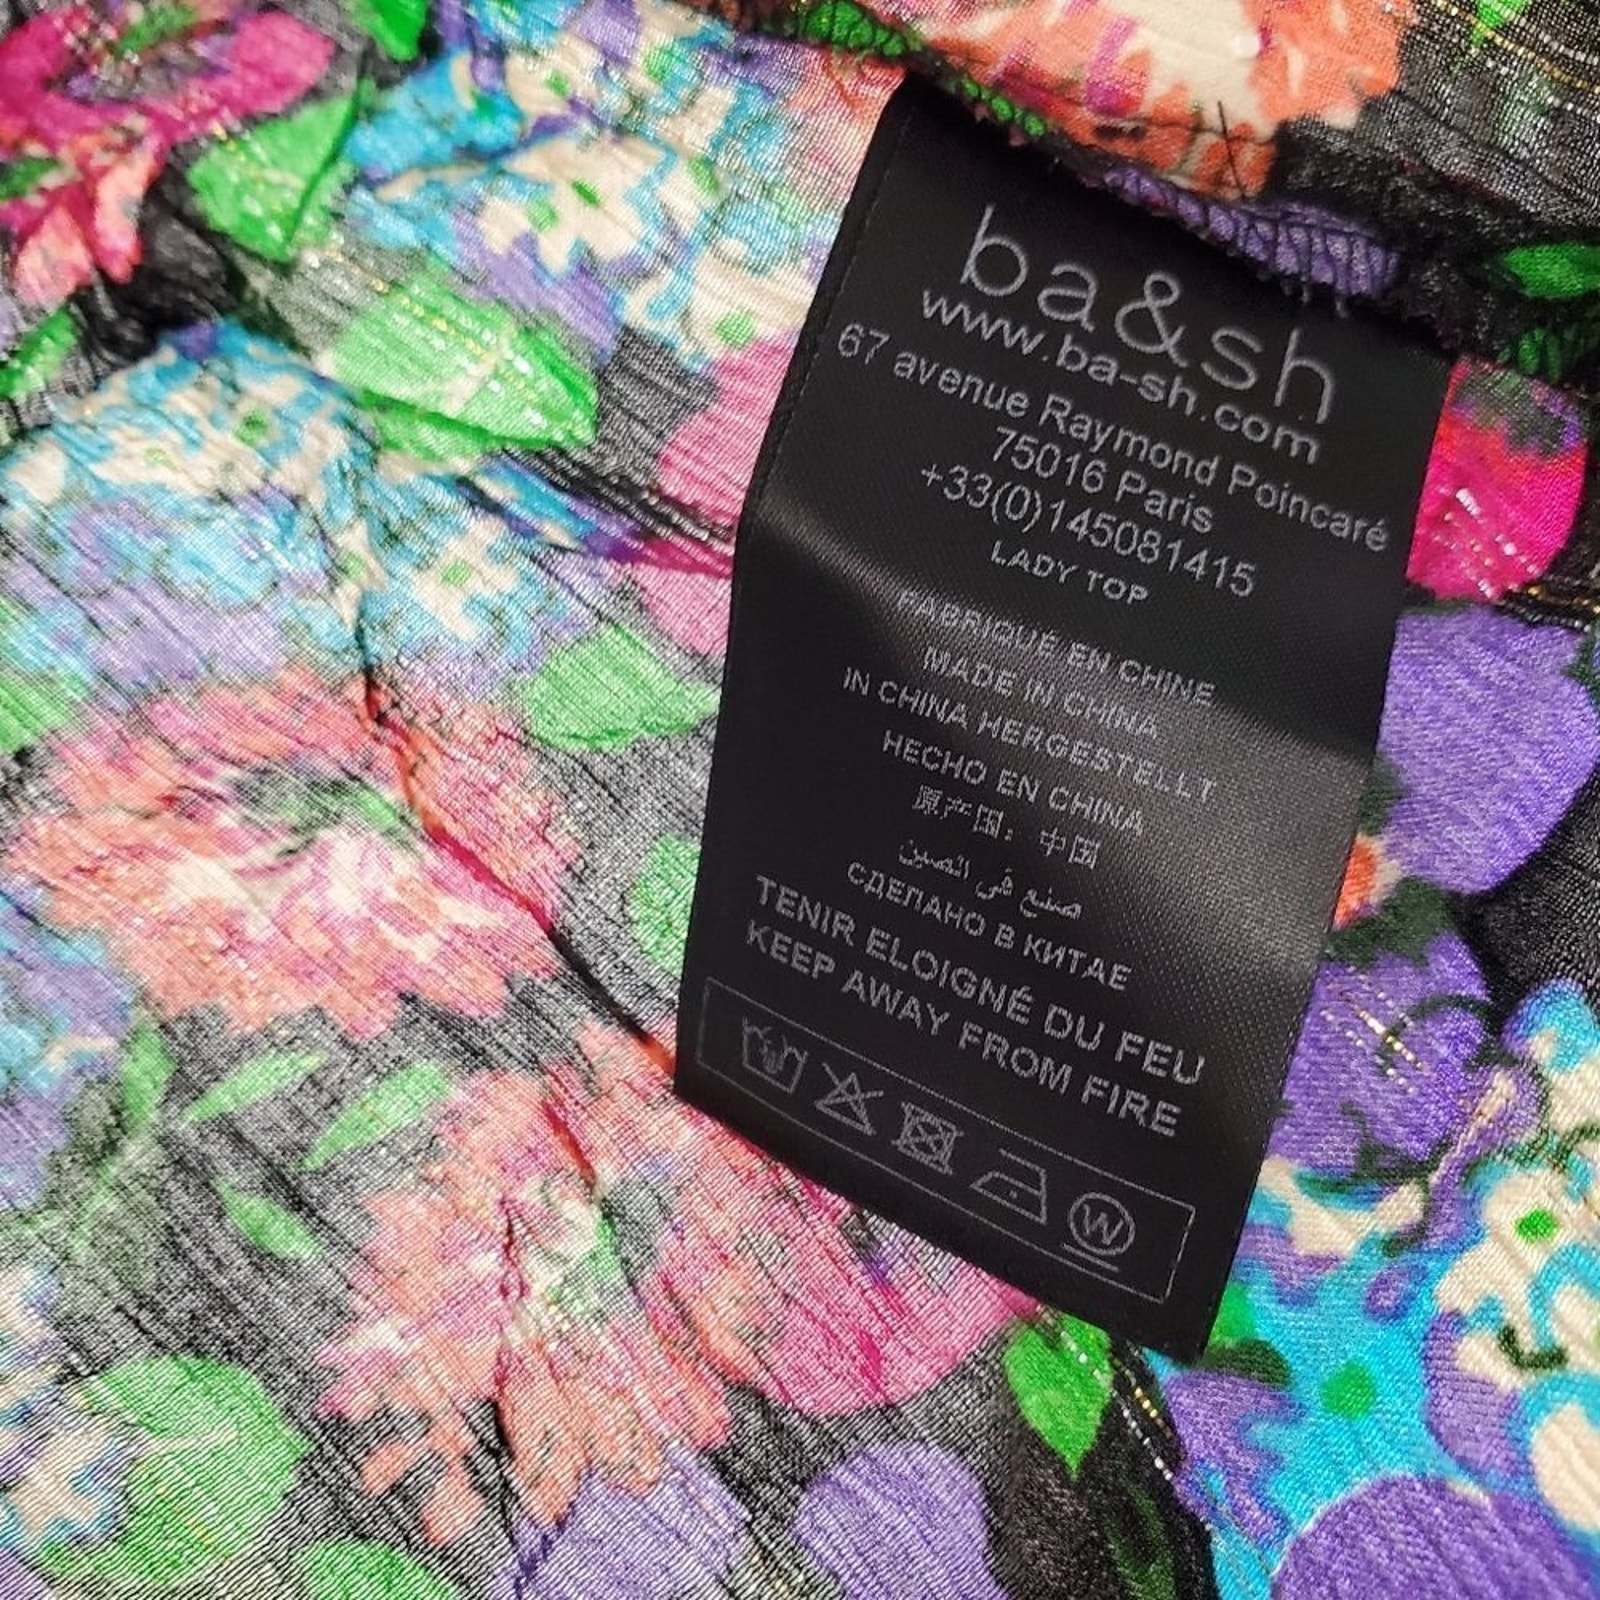 ba&sh
www.ba-sh.com
67 avenue Raymond Poincaré
75016 Paris
+33(0)145081415
LADY TOP
FABRIQUÉ EN CHINE
MADE IN CHINA
IN CHINA HERGESTELLT
HECHO EN CHINA
原产国：中国
صنع في الصين
СДЕЛАНО В КИТАЕ
TENIR ELOIGNÉ DU FEU
KEEP AWAY FROM FIRE
W